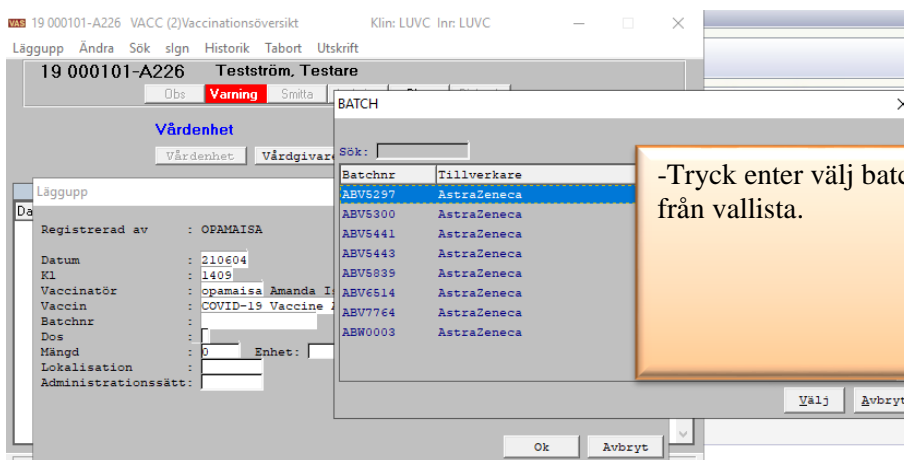 VAS 19 000101-A226 VACC (2)Vaccinationsöversikt Klin: LUVC Inr: LUVC
Läggupp Ändra Sök sIgn Historik Tabort Utskrift
19 000101-A226 Testström, Testare
Obs Varning Smitta
Vårdenhet
Vårdenhet Vårdgivare
BATCH
Sök:
Batchnr Tillverkare
ABV5297 AstraZeneca
ABV5300 AstraZeneca
ABV5441 AstraZeneca
ABV5443 AstraZeneca
ABV5839 AstraZeneca
ABV6514 AstraZeneca
ABV7764 AstraZeneca
ABW0003 AstraZeneca
Välj Avbryt
-Tryck enter välj batc
från vallista.
Läggupp
Da
Registrerad av : OPAMAISA
Datum : 210604
Kl : 1409
Vaccinatör : opamaisa Amanda I
Vaccin : COVID-19 Vaccine
Batchnr :
Dos :
Mängd : 0 Enhet:
Lokalisation :
Administrationssätt:
Ok Avbryt